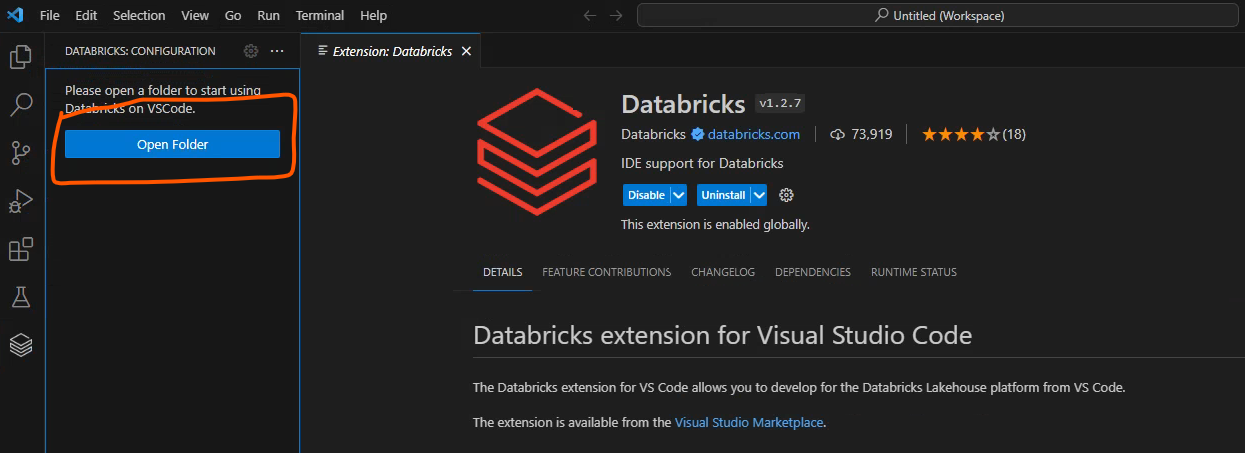 File Edit Selection View Go Run Terminal Help
Untitled (Workspace)
DATABRICKS: CONFIGURATION
Extension: Databricks
Please open a folder to start using
Databricks on VSCode.
Open Folder
Databricks v1.2.7
Databricks databricks.com 73,919 (18)
IDE support for Databricks
Disable Uninstall
This extension is enabled globally.
DETAILS FEATURE CONTRIBUTIONS CHANGELOG DEPENDENCIES RUNTIME STATUS
Databricks extension for Visual Studio Code
The Databricks extension for VS Code allows you to develop for the Databricks Lakehouse platform from VS Code.
The extension is available from the Visual Studio Marketplace.